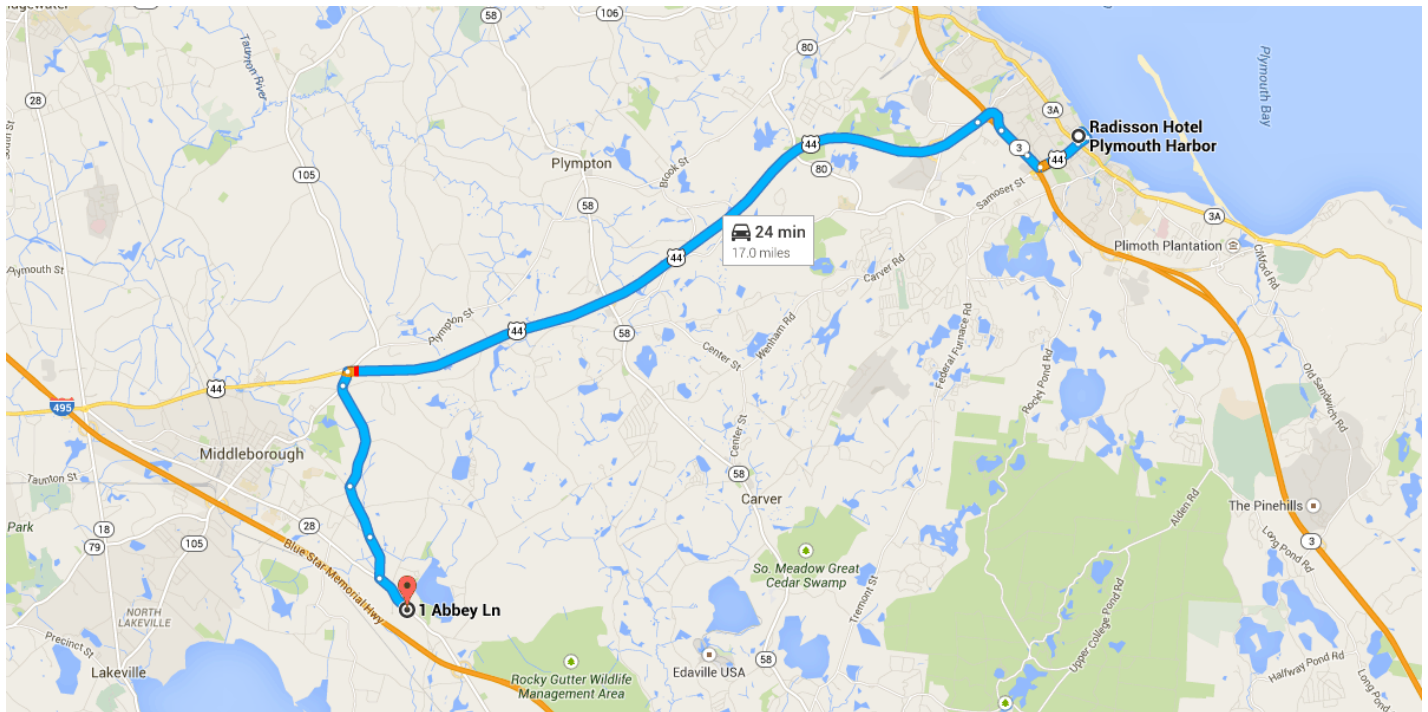 dgewater
58
106
Taunton River
80
3A
Plymouth Bay
28
Radisson Hotel
Plymouth Harbor
44
3
44
Plympton
Brook St
80
105
Samoset St
58
3A
24 min
17.0 miles
Plimoth Plantation
Clifford Rd
44
Plymouth St
Carver Rd
Plympton St
44
58
Wenham Rd
Center St
Federal Furnace Rd
Rocky Pond Rd
Old Sandwich Rd
44
495
Middleborough
Center St
58
Taunton St
Carver
Alden Rd
The Pinehills
Park
18
28
79
105
Long Pond Rd
3
Blue Star Memorial Hwy
So. Meadow Great
Cedar Swamp
Tremont St
1 Abbey Ln
NORTH
LAKEVILLE
Upper College Pond Rd
Precinct St
Lakeville
Edaville USA
58
Halfway Pond Rd
Rocky Gutter Wildlife
Management Area
Long Pond